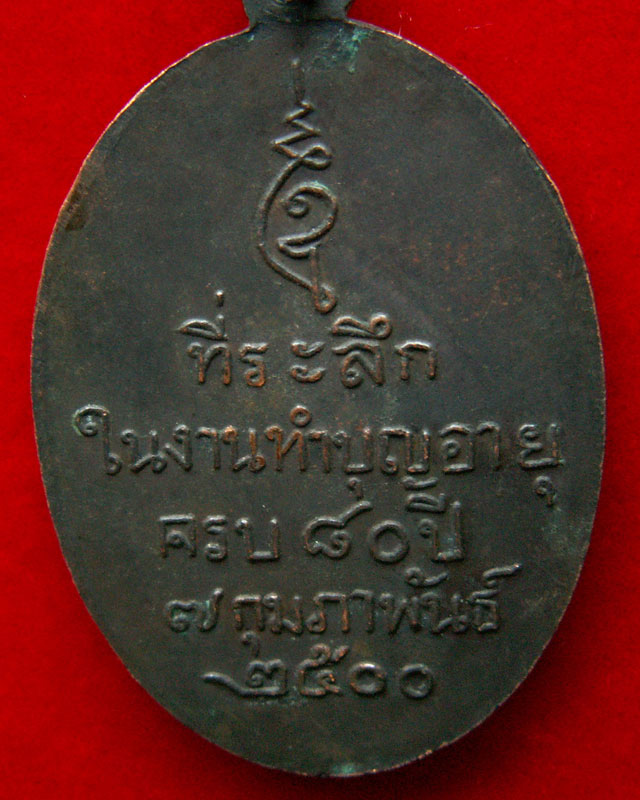 ที่ระลึก
ในงานทำบุญอายุ
ครบ ๘๐ ปี
๗ กุมภาพันธ์
๒๕๐๐